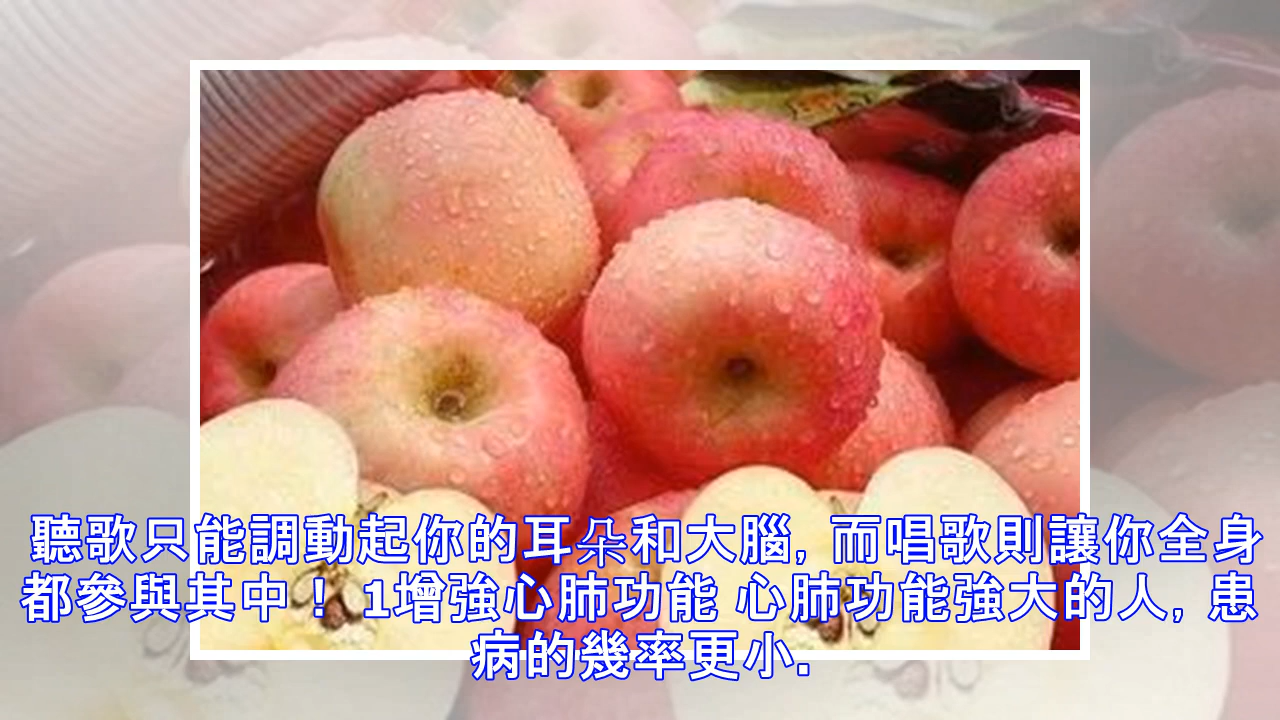 聽歌只能調動起你的耳朵和大腦, 而唱歌則讓你全身
都參與其中！ 1增強心肺功能 心肺功能強大的人, 患
病的幾率更小.